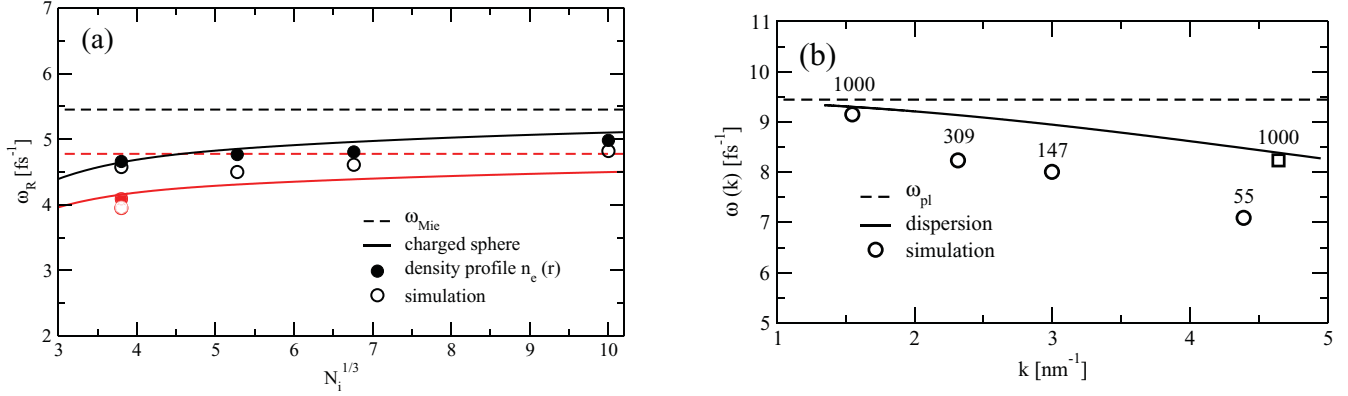 (a)
7
6
5
4
3
2
3 4 5 6 7 8 9 10
ω_R [fs^-1]
N_i^1/3
ω_Mie
charged sphere
density profile n_e (r)
simulation
(b)
11
10
9
8
7
6
5
1 2 3 4 5
ω (k) [fs^-1]
k [nm^-1]
1000
309
147
1000
55
ω_pl
dispersion
simulation